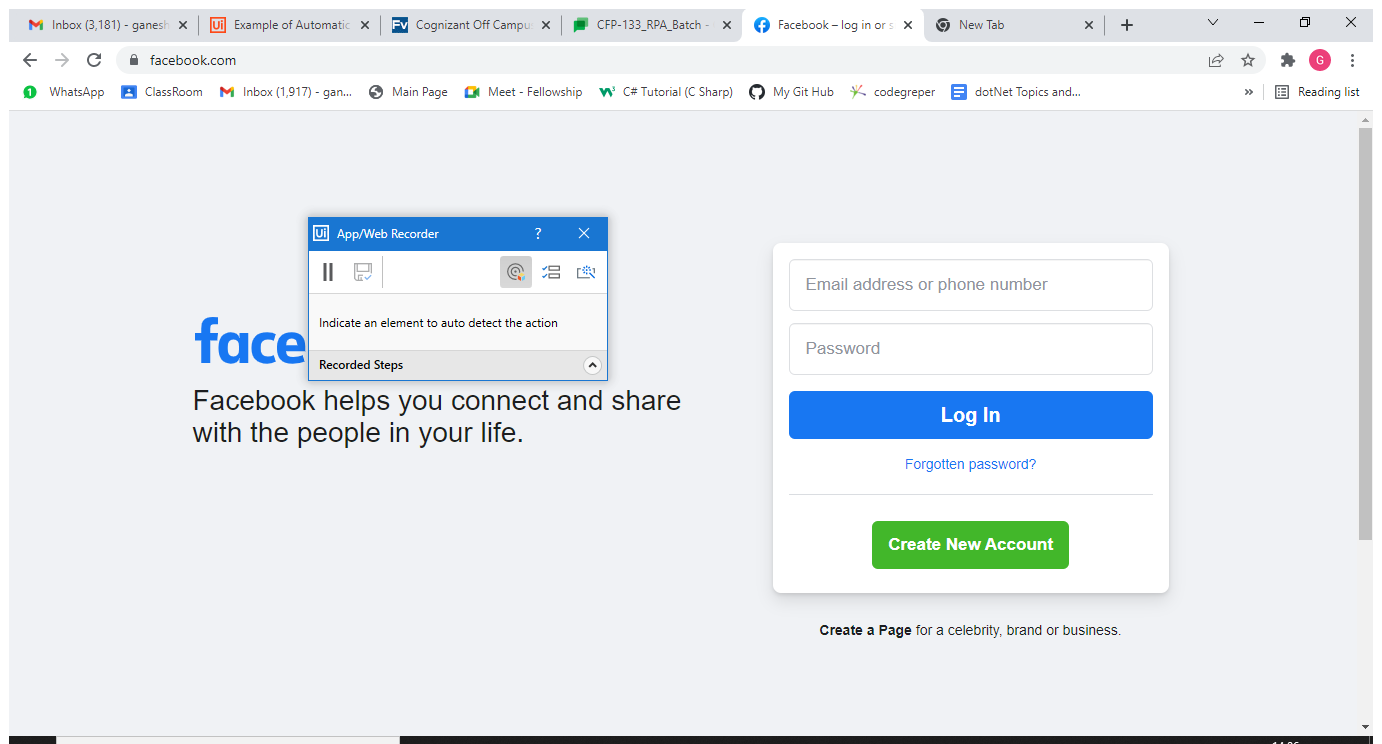 Inbox (3,181) - ganesh
Example of Automatic
Cognizant Off Campu
CFP-133_RPA_Batch -
Facebook – log in or s
New Tab
facebook.com
G
WhatsApp
ClassRoom
Inbox (1,917) - gan...
Main Page
Meet - Fellowship
C# Tutorial (C Sharp)
My Git Hub
codegreper
dotNet Topics and...
»
Reading list
Ui App/Web Recorder ?
Indicate an element to auto detect the action
Recorded Steps
face
Facebook helps you connect and share
with the people in your life.
Email address or phone number
Password
Log In
Forgotten password?
Create New Account
Create a Page for a celebrity, brand or business.